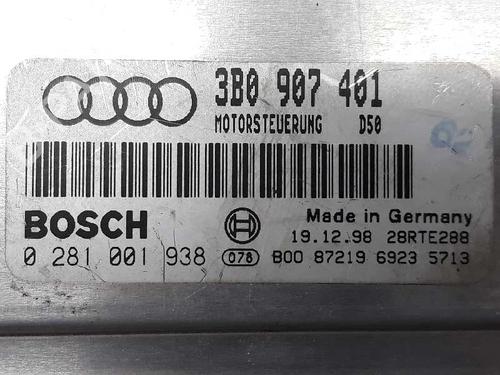 3B0 907 401
MOTORSTEUERUNG D50
BOSCH
Made in Germany
19.12.98 28RTE288
0 281 001 938 078 B00 87219 6923 5713